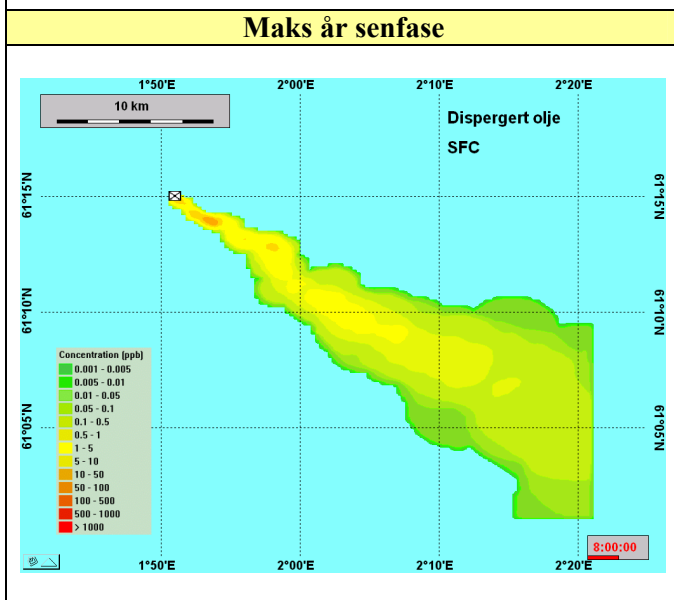 Maks år senfase
1°50'E 2°00'E 2°10'E 2°20'E
10 km
Dispergert olje
SFC
61°15'N 61°15'N
61°10'N 61°10'N
Concentration (ppb)
0.001 - 0.005
0.005 - 0.01
0.01 - 0.05
0.05 - 0.1
0.1 - 0.5
0.5 - 1
1 - 5
5 - 10
10 - 50
50 - 100
100 - 500
500 - 1000
> 1000
61°05'N 61°05'N
8:00:00
1°50'E 2°00'E 2°10'E 2°20'E